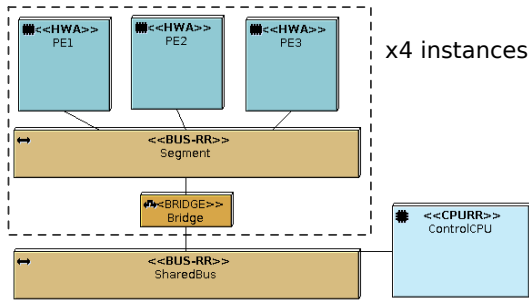 <<HWA>>
PE1
<<HWA>>
PE2
<<HWA>>
PE3
x4 instances
<<BUS-RR>>
Segment
<<BRIDGE>>
Bridge
<<BUS-RR>>
SharedBus
<<CPURR>>
ControlCPU